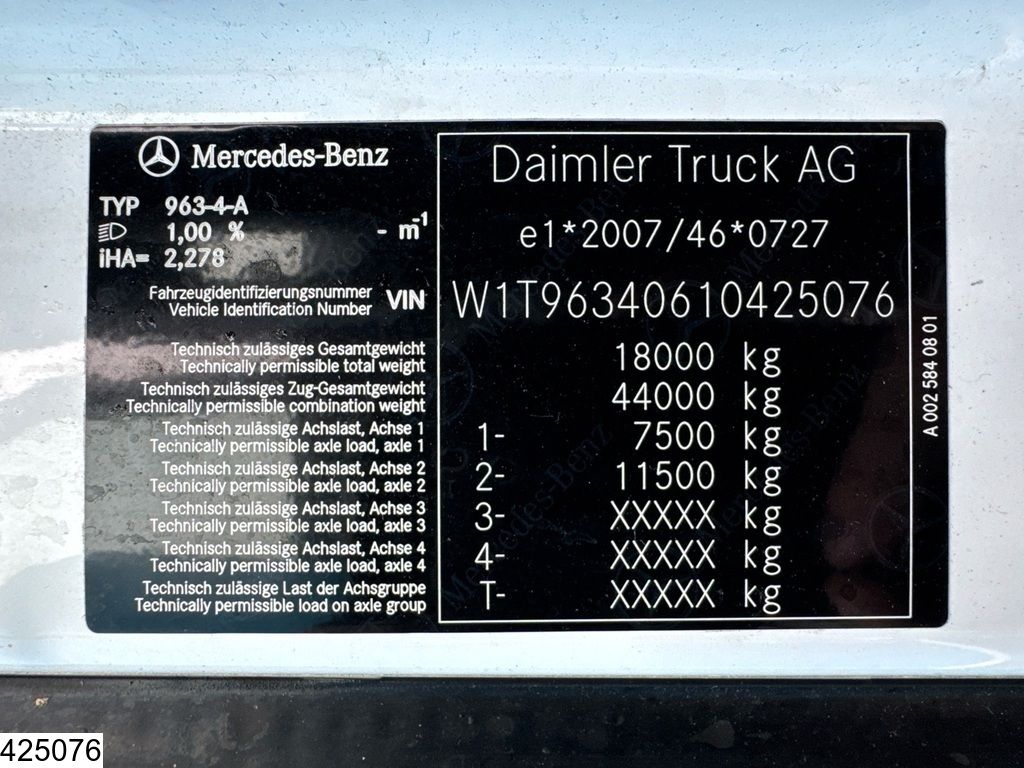 Mercedes-Benz
TYP 963-4-A
1,00 % - m⁻¹
iHA= 2,278
Daimler Truck AG
e1*2007/46*0727
Fahrzeugidentifizierungsnummer
Vehicle Identification Number
VIN W1T96340610425076
Technisch zulässiges Gesamtgewicht
Technically permissible total weight
18000 kg
Technisch zulässiges Zug-Gesamtgewicht
Technically permissible combination weight
44000 kg
Technisch zulässige Achslast, Achse 1
Technically permissible axle load, axle 1
1- 7500 kg
Technisch zulässige Achslast, Achse 2
Technically permissible axle load, axle 2
2- 11500 kg
Technisch zulässige Achslast, Achse 3
Technically permissible axle load, axle 3
3- XXXXX kg
Technisch zulässige Achslast, Achse 4
Technically permissible axle load, axle 4
4- XXXXX kg
Technisch zulässige Last der Achsgruppe
Technically permissible load on axle group
T- XXXXX kg
A 002 584 08 01
425076